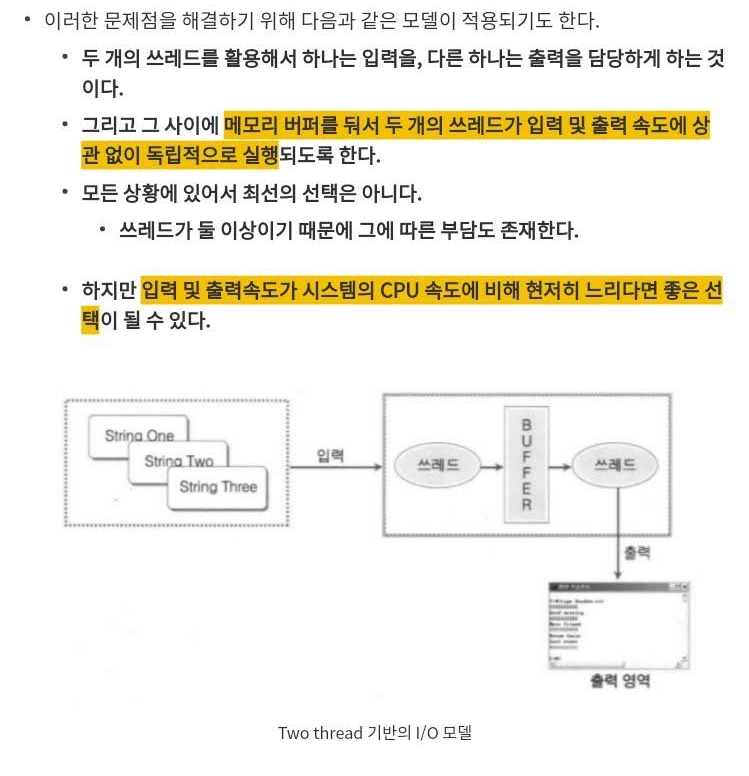 • 이러한 문제점을 해결하기 위해 다음과 같은 모델이 적용되기도 한다.
• 두 개의 쓰레드를 활용해서 하나는 입력을, 다른 하나는 출력을 담당하게 하는 것
이다.
• 그리고 그 사이에 메모리 버퍼를 둬서 두 개의 쓰레드가 입력 및 출력 속도에 상
관 없이 독립적으로 실행되도록 한다.
• 모든 상황에 있어서 최선의 선택은 아니다.
• 쓰레드가 둘 이상이기 때문에 그에 따른 부담도 존재한다.
• 하지만 입력 및 출력속도가 시스템의 CPU 속도에 비해 현저히 느리다면 좋은 선
택이 될 수 있다.
String One
String Two
String Three
입력
쓰레드
BUFFER
쓰레드
출력
출력 영역
Two thread 기반의 I/O 모델